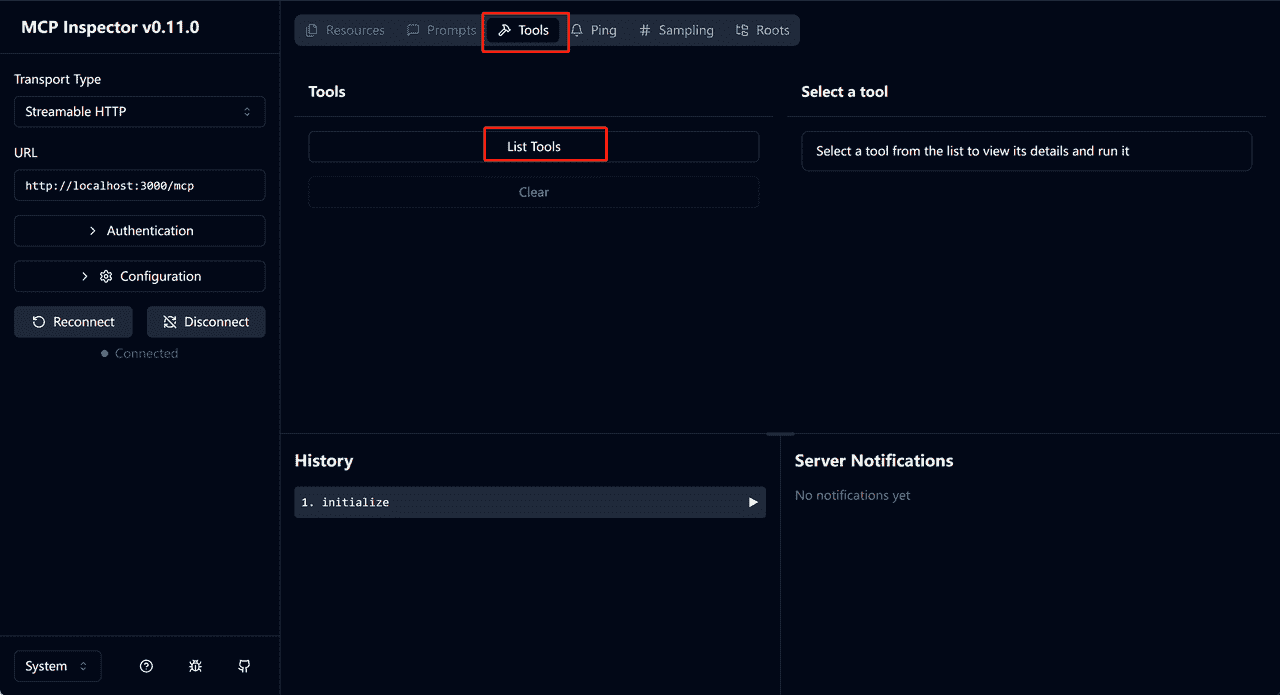 MCP Inspector v0.11.0
Transport Type
Streamable HTTP
URL
http://localhost:3000/mcp
Authentication
Configuration
Reconnect
Disconnect
Connected
System
Resources
Prompts
Tools
Ping
Sampling
Roots
Tools
List Tools
Clear
Select a tool
Select a tool from the list to view its details and run it
History
1. initialize
Server Notifications
No notifications yet